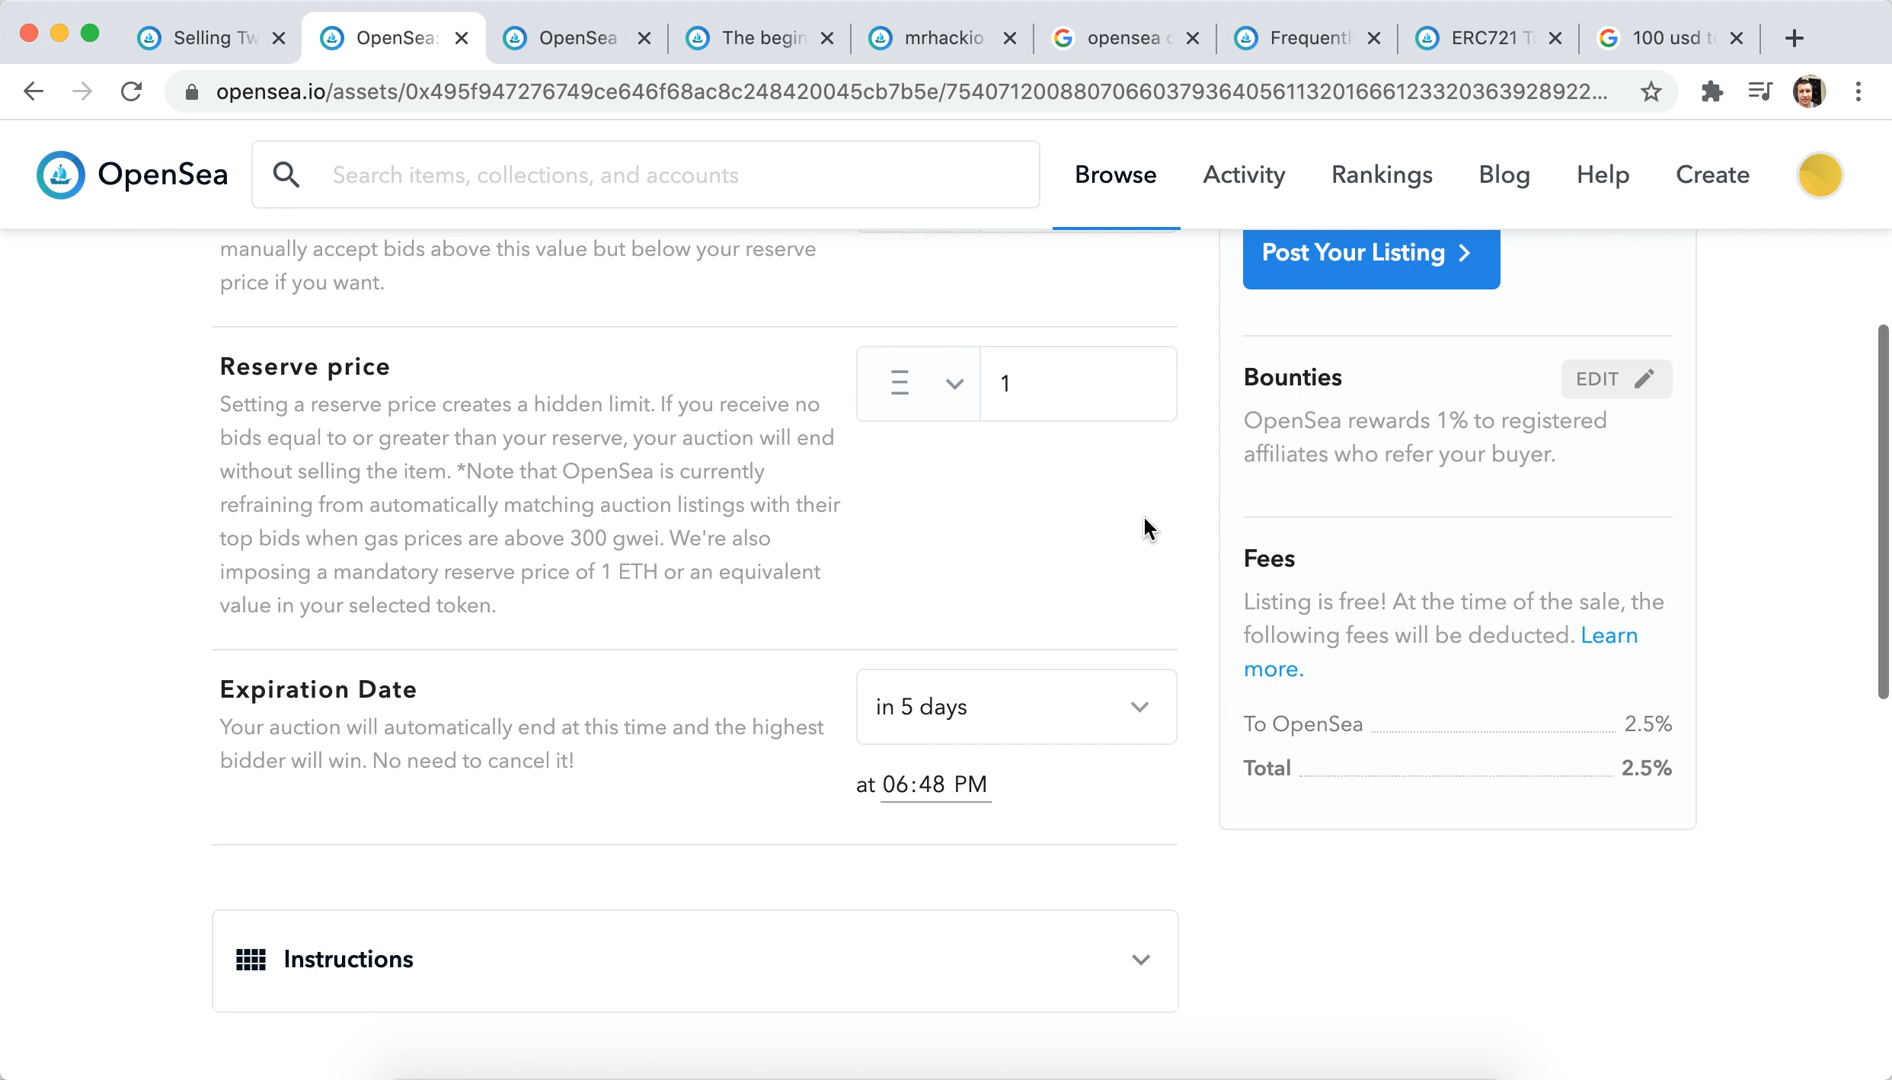 Selling Tw
OpenSea:
OpenSea
The begin
mrhackio
opensea c
Frequentl
ERC721 T
100 usd to
opensea.io/assets/0x495f947276749ce646f68ac8c248420045cb7b5e/75407120088070660379364056113201666123320363928922...
OpenSea
Search items, collections, and accounts
Browse
Activity
Rankings
Blog
Help
Create
manually accept bids above this value but below your reserve
price if you want.
Reserve price
Setting a reserve price creates a hidden limit. If you receive no
bids equal to or greater than your reserve, your auction will end
without selling the item. *Note that OpenSea is currently
refraining from automatically matching auction listings with their
top bids when gas prices are above 300 gwei. We're also
imposing a mandatory reserve price of 1 ETH or an equivalent
value in your selected token.
1
Expiration Date
Your auction will automatically end at this time and the highest
bidder will win. No need to cancel it!
in 5 days
at 06:48 PM
Instructions
Post Your Listing
Bounties
EDIT
OpenSea rewards 1% to registered
affiliates who refer your buyer.
Fees
Listing is free! At the time of the sale, the
following fees will be deducted. Learn
more.
To OpenSea 2.5%
Total 2.5%